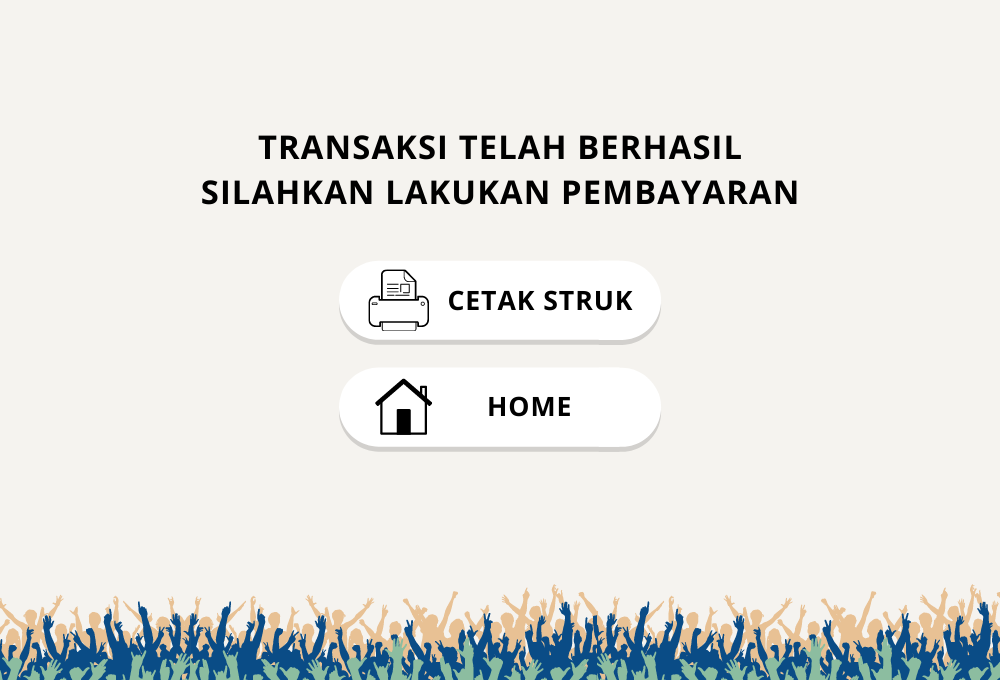 TRANSAKSI TELAH BERHASIL
SILAHKAN LAKUKAN PEMBAYARAN
CETAK STRUK
HOME